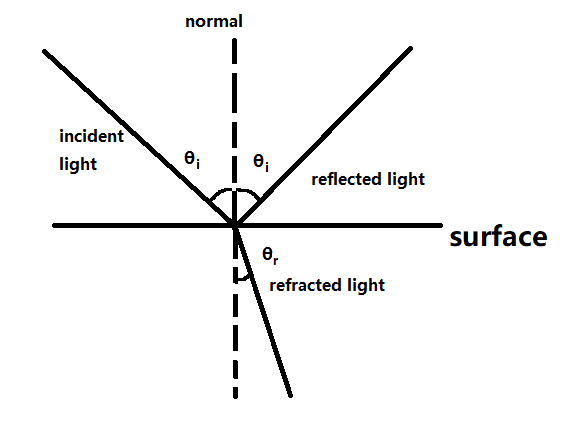 normal
incident
light
θi
θi
reflected light
surface
θr
refracted light